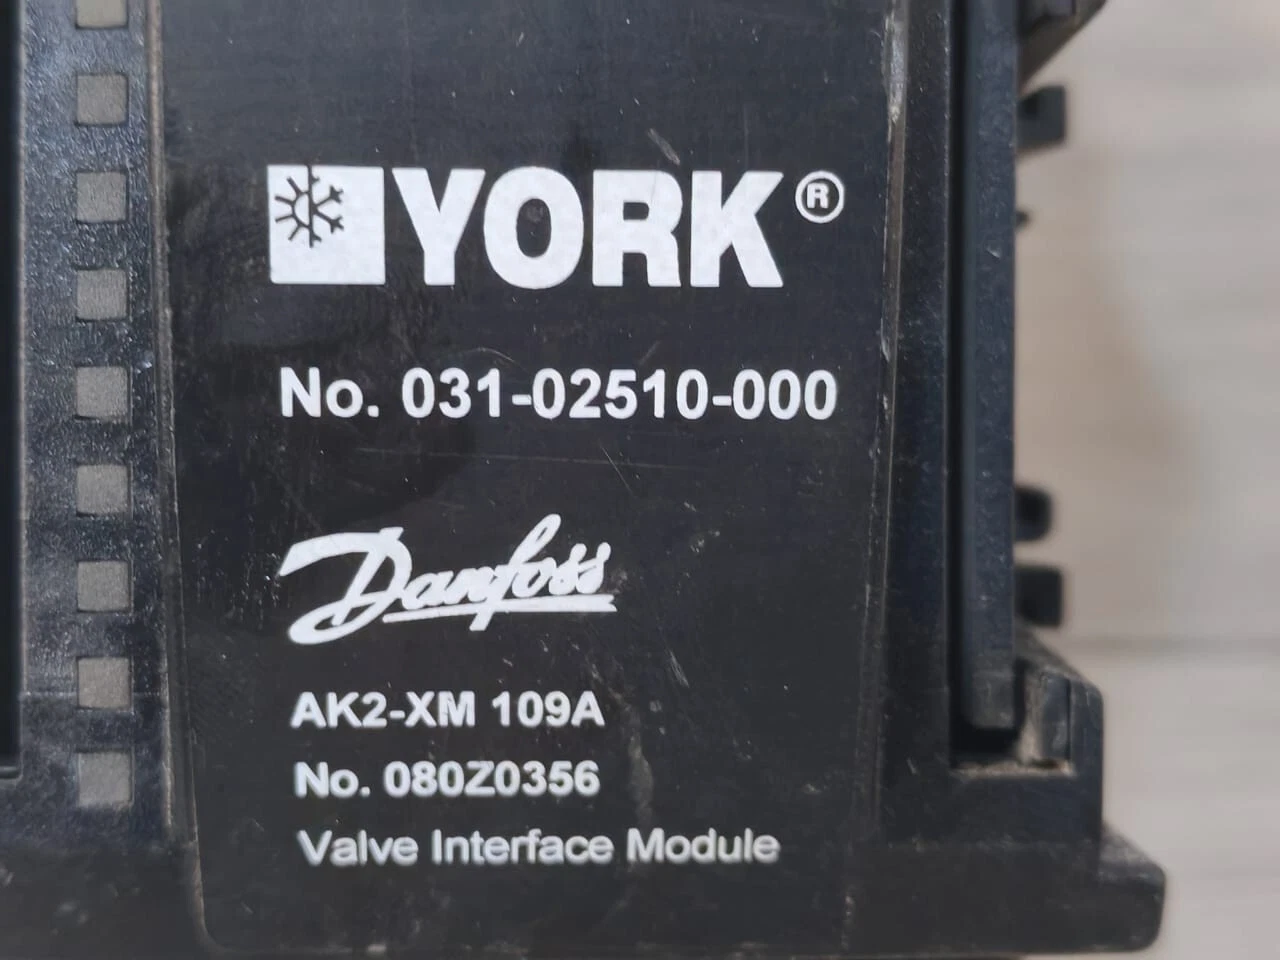 YORK®
No. 031-02510-000
Danfoss
AK2-XM 109A
No. 080Z0356
Valve Interface Module